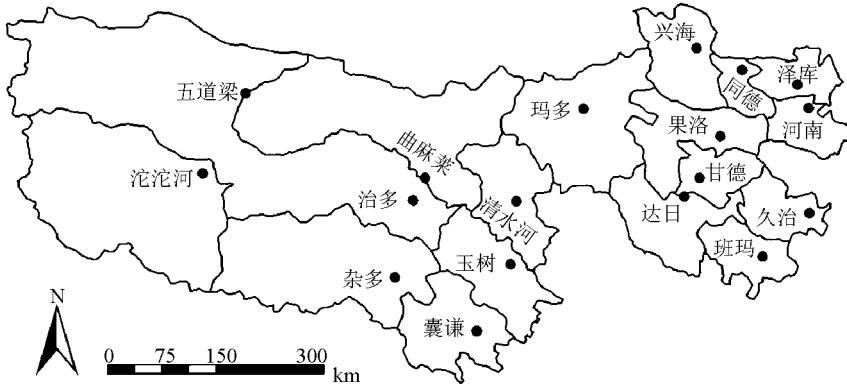 兴海
泽库
同德
五道梁
玛多
果洛
河南
曲麻莱
甘德
沱沱河
治多
清水河
达日
久治
班玛
玉树
杂多
囊谦
N
0 75 150 300
km